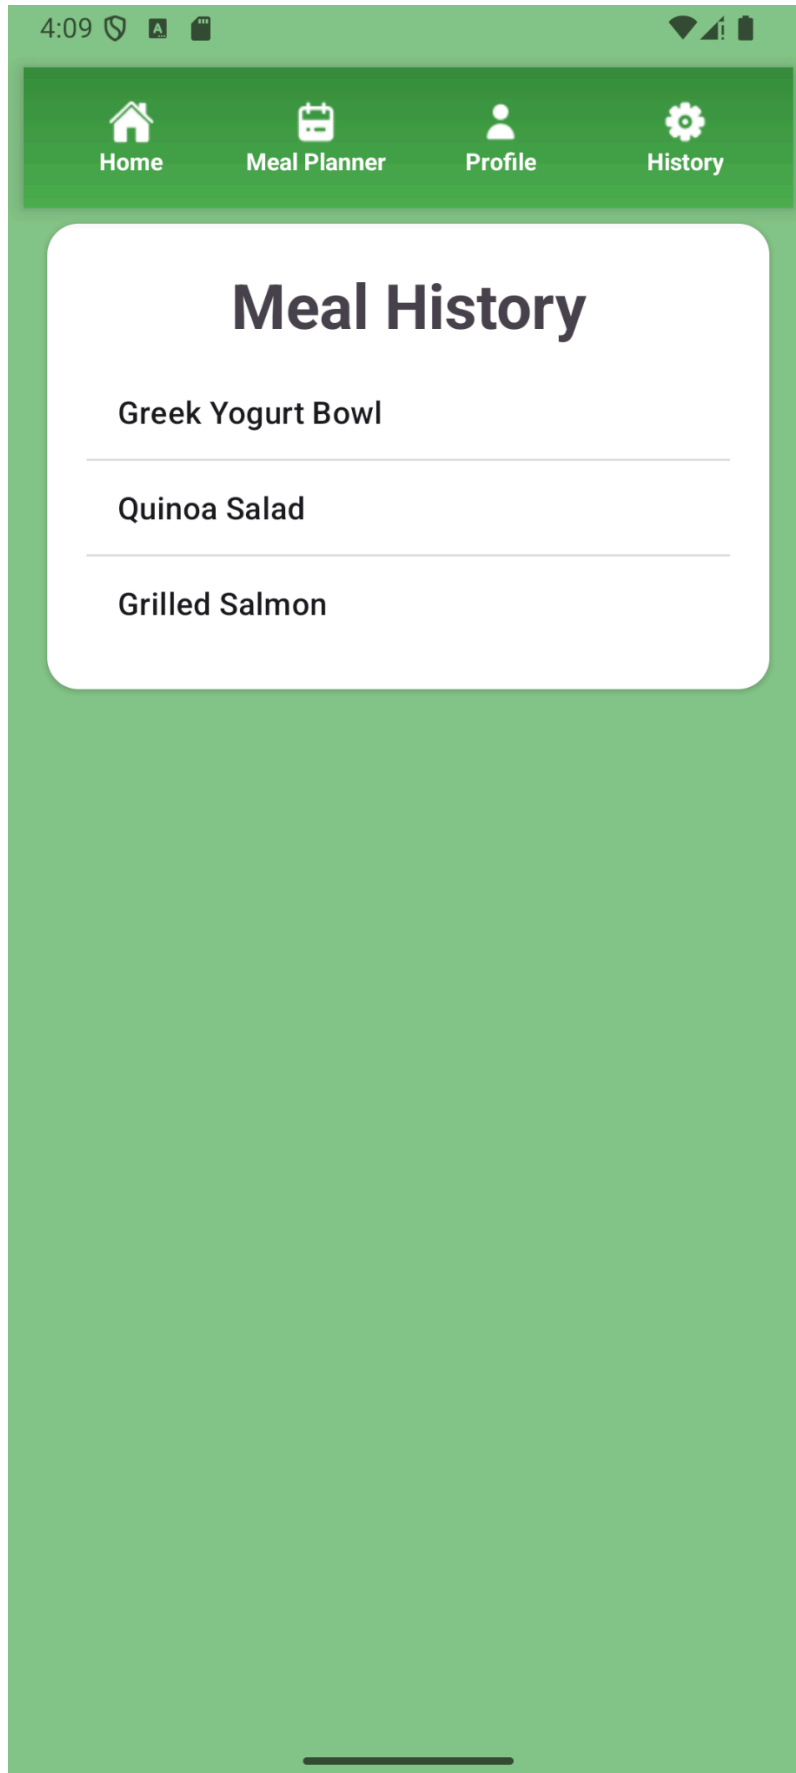 4:09
Home Meal Planner Profile History
Meal History
Greek Yogurt Bowl
Quinoa Salad
Grilled Salmon